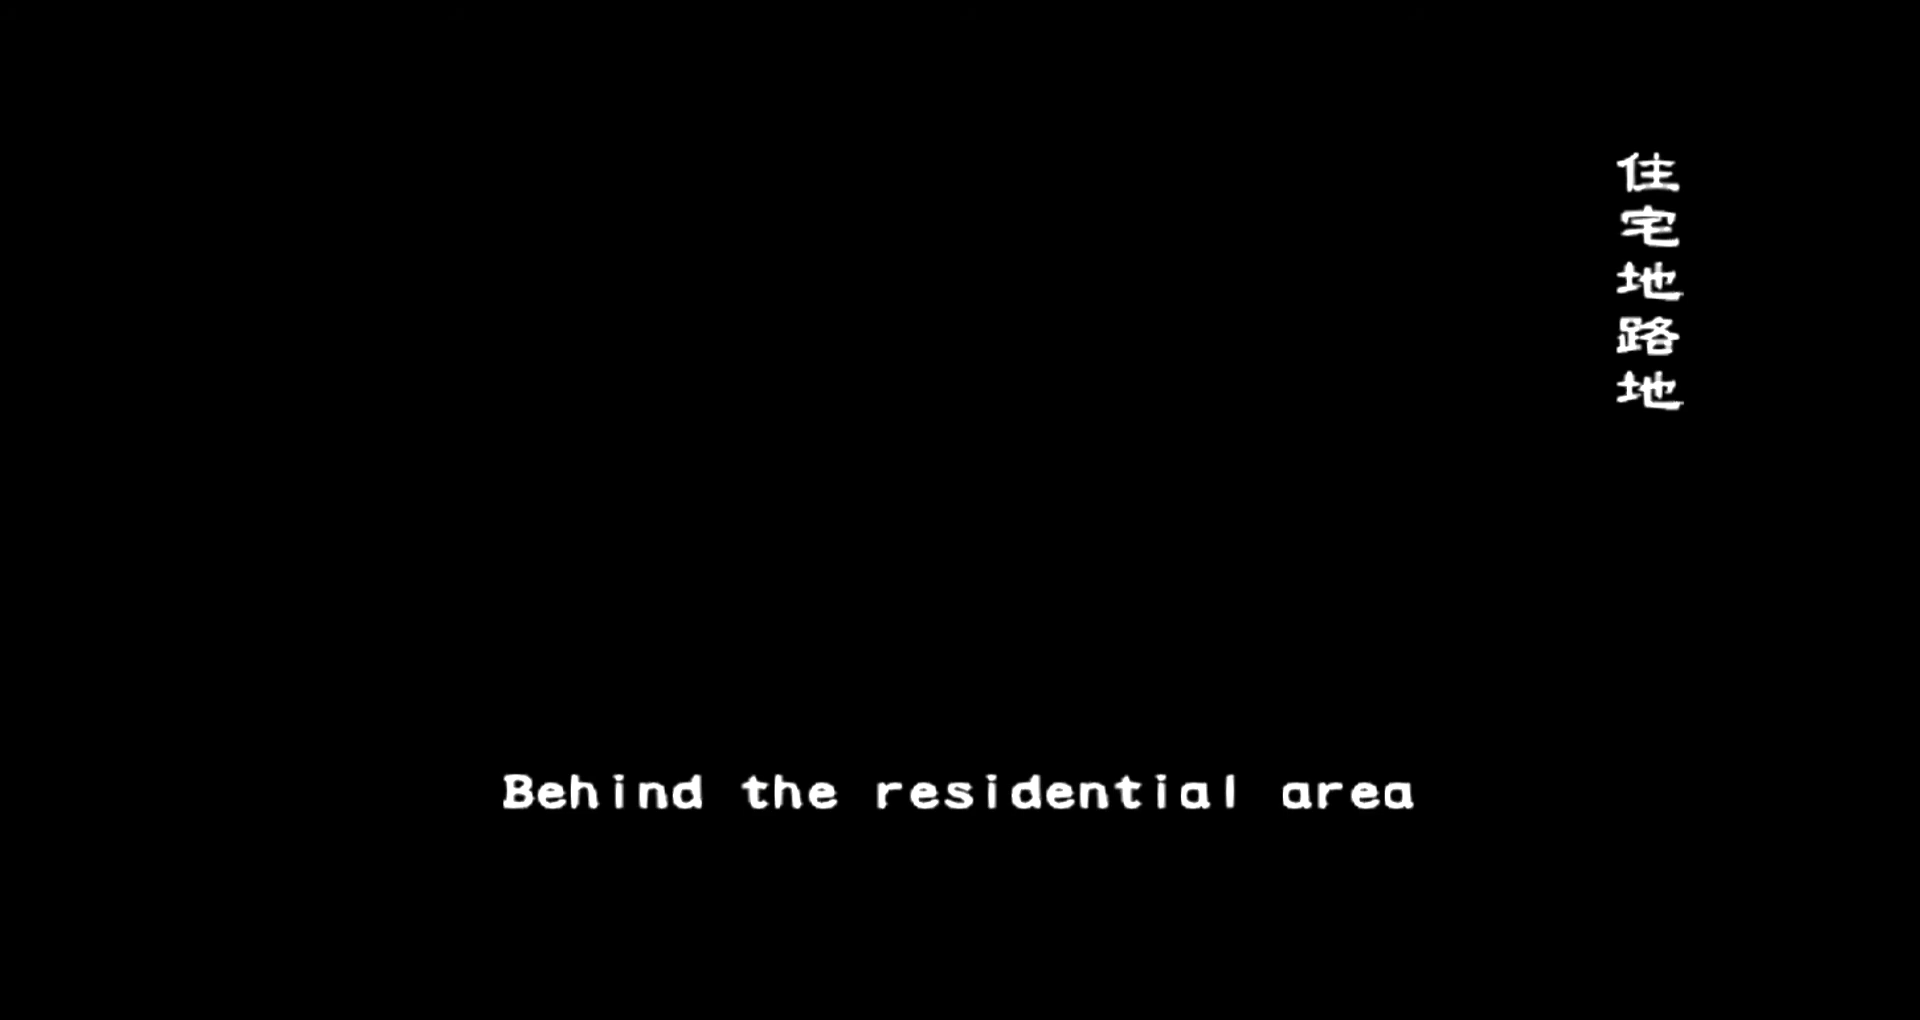 住宅地路地
Behind the residential area